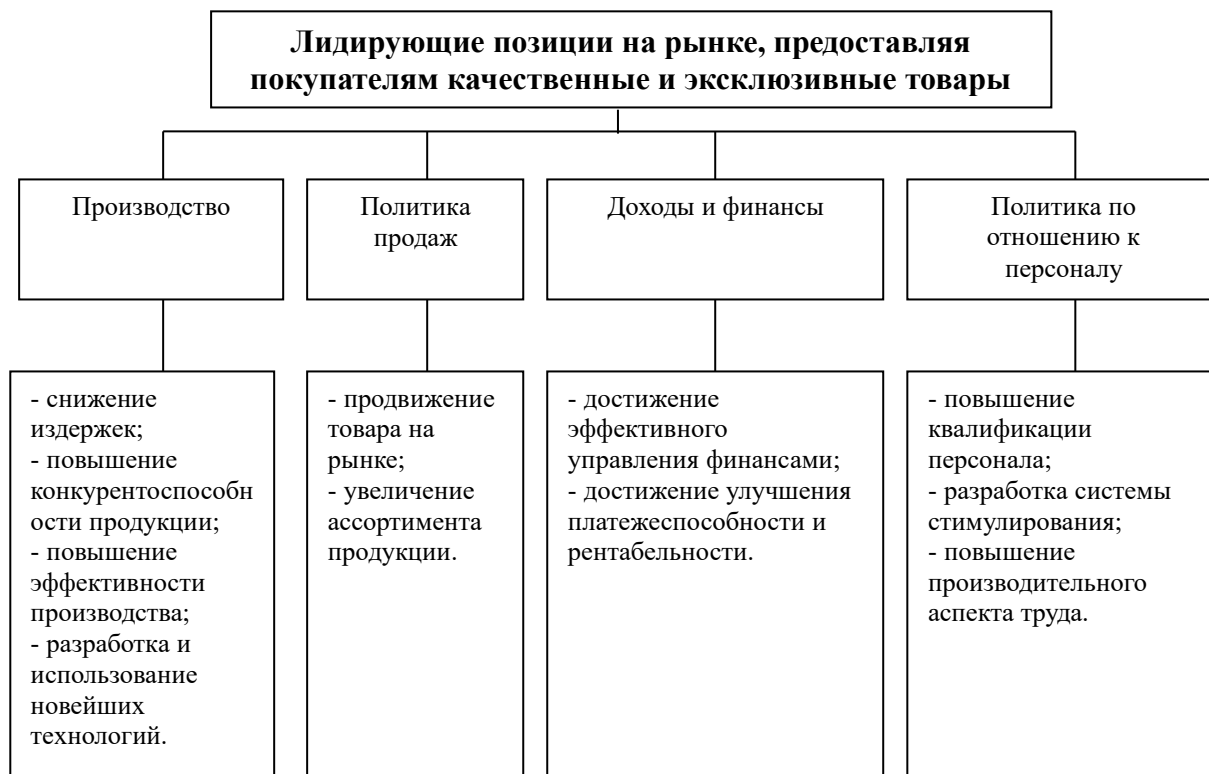 Лидирующие позиции на рынке, предоставляя
покупателям качественные и эксклюзивные товары
Производство
Политика
продаж
Доходы и финансы
Политика по
отношению к
персоналу
- снижение
издержек;
- повышение
конкурентоспособн
ости продукции;
- повышение
эффективности
производства;
- разработка и
использование
новейших
технологий.
- продвижение
товара на
рынке;
- увеличение
ассортимента
продукции.
- достижение
эффективного
управления финансами;
- достижение улучшения
платежеспособности и
рентабельности.
- повышение
квалификации
персонала;
- разработка системы
стимулирования;
- повышение
производительного
аспекта труда.